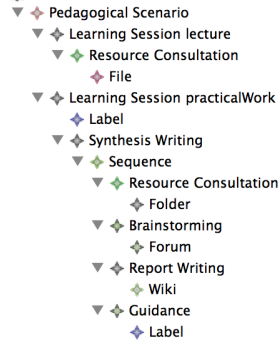 Pedagogical Scenario
Learning Session lecture
Resource Consultation
File
Learning Session practicalWork
Label
Synthesis Writing
Sequence
Resource Consultation
Folder
Brainstorming
Forum
Report Writing
Wiki
Guidance
Label